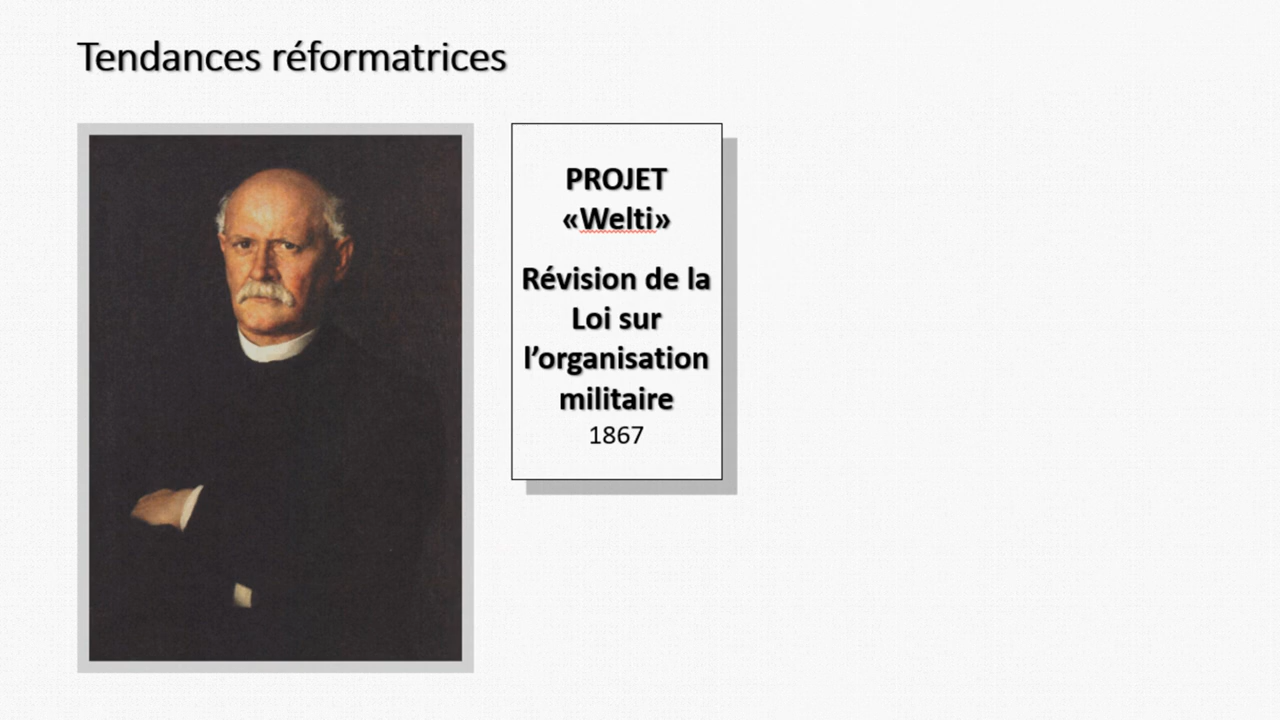 Tendances réformatrices
PROJET
«Welti»
Révision de la
Loi sur
l’organisation
militaire
1867